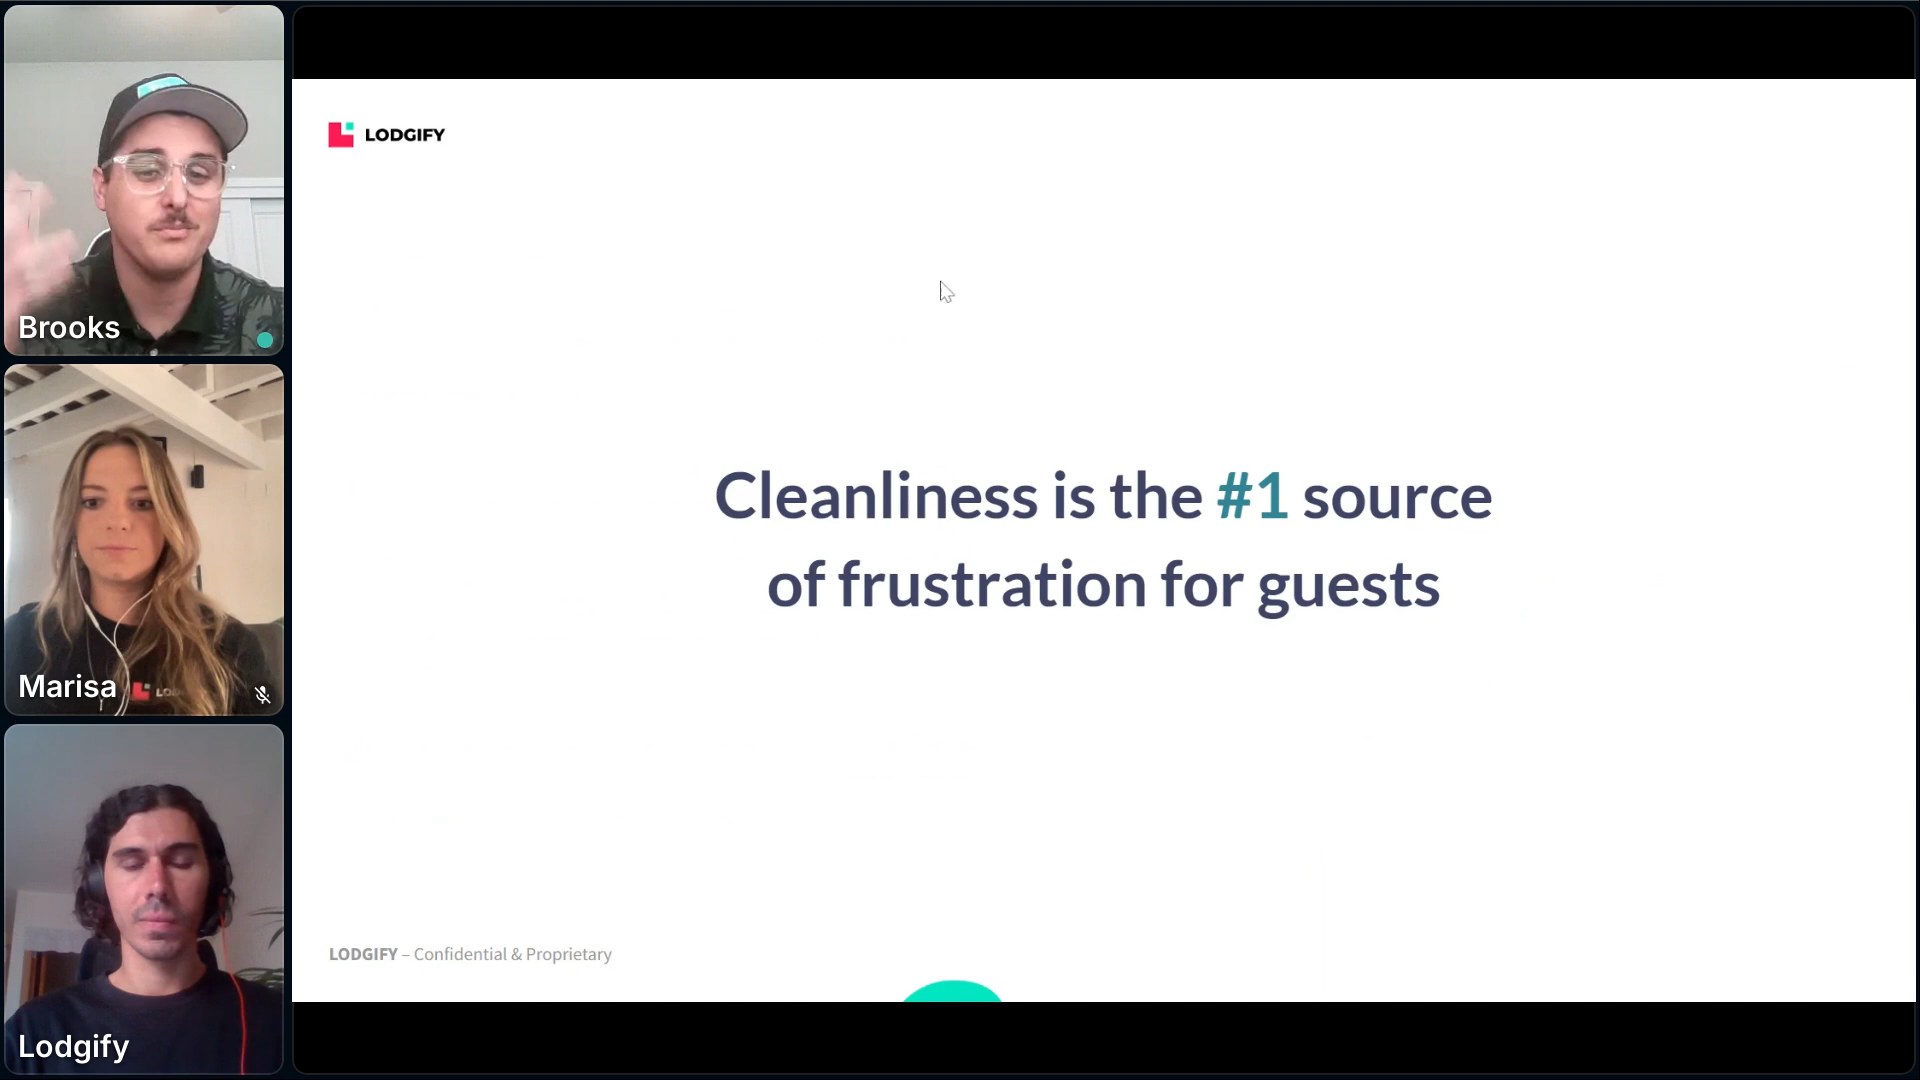 Brooks
Marisa
Lodgify
LODGIFY
Cleanliness is the #1 source
of frustration for guests
LODGIFY – Confidential & Proprietary